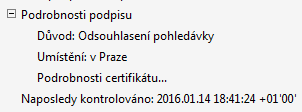 Podrobnosti podpisu
Důvod: Odsouhlasení pohledávky
Umístění: v Praze
Podrobnosti certifikátu...
Naposledy kontrolováno: 2016.01.14 18:41:24 +01'00'